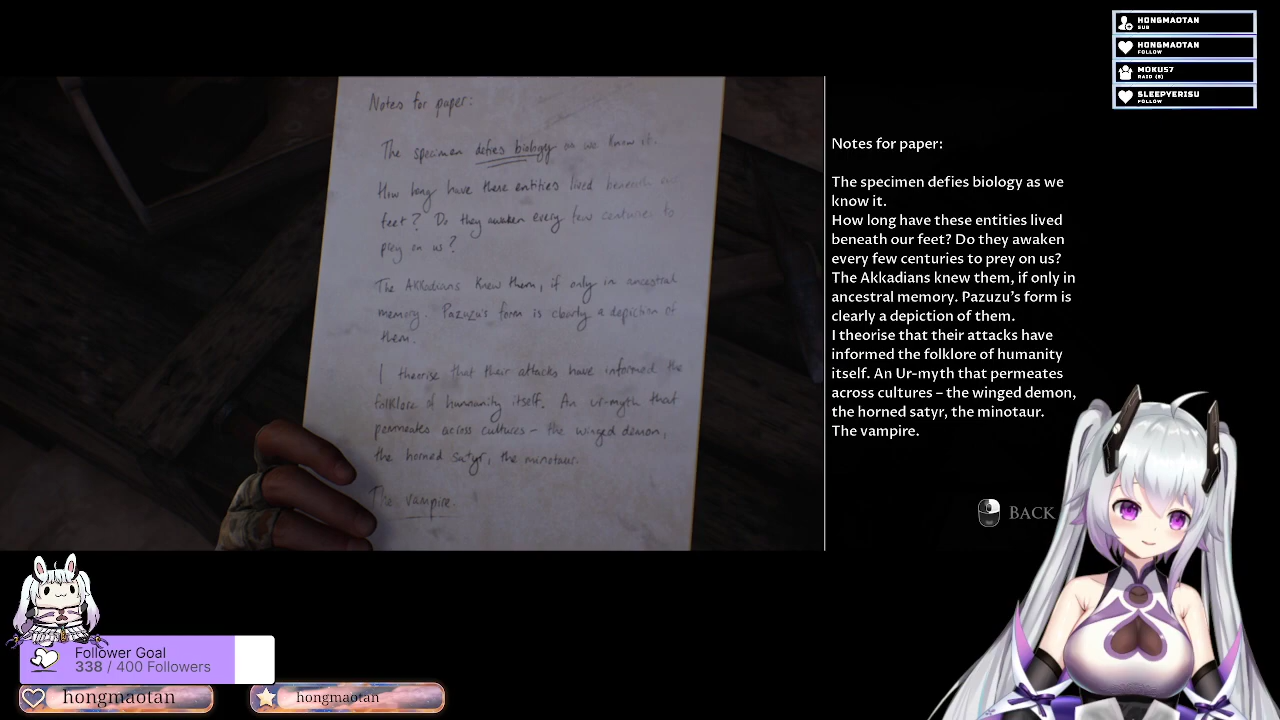 HONGMAOTAN
SUB
HONGMAOTAN
FOLLOW
MOKU57
RAID (8)
SLEEPYERISU
FOLLOW
Notes for paper:
The specimen defies biology as we know it.
How long have these entities lived beneath our
feet? Do they awaken every few centuries to
prey on us?
The Akkadians knew them, if only in ancestral
memory. Pazuzu's form is clearly a depiction of
them.
I theorise that their attacks have informed the
folklore of humanity itself. An ur-myth that
permeates across cultures – the winged demon,
the horned satyr, the minotaur.
The vampire.
Notes for paper:
The specimen defies biology as we
know it.
How long have these entities lived
beneath our feet? Do they awaken
every few centuries to prey on us?
The Akkadians knew them, if only in
ancestral memory. Pazuzu's form is
clearly a depiction of them.
I theorise that their attacks have
informed the folklore of humanity
itself. An Ur-myth that permeates
across cultures – the winged demon,
the horned satyr, the minotaur.
The vampire.
BACK
Follower Goal
338 / 400 Followers
hongmaotan
hongmaotan